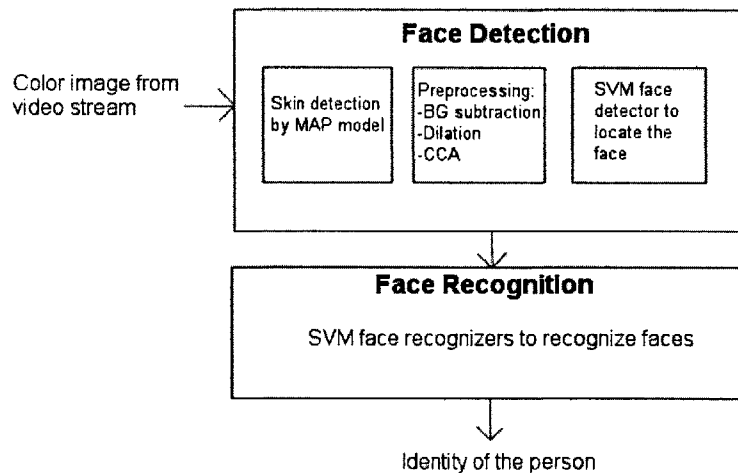 Face Detection
Color image from
video stream
Skin detection
by MAP model
Preprocessing:
-BG subtraction
-Dilation
-CCA
SVM face
detector to
locate the
face
Face Recognition
SVM face recognizers to recognize faces
Identity of the person